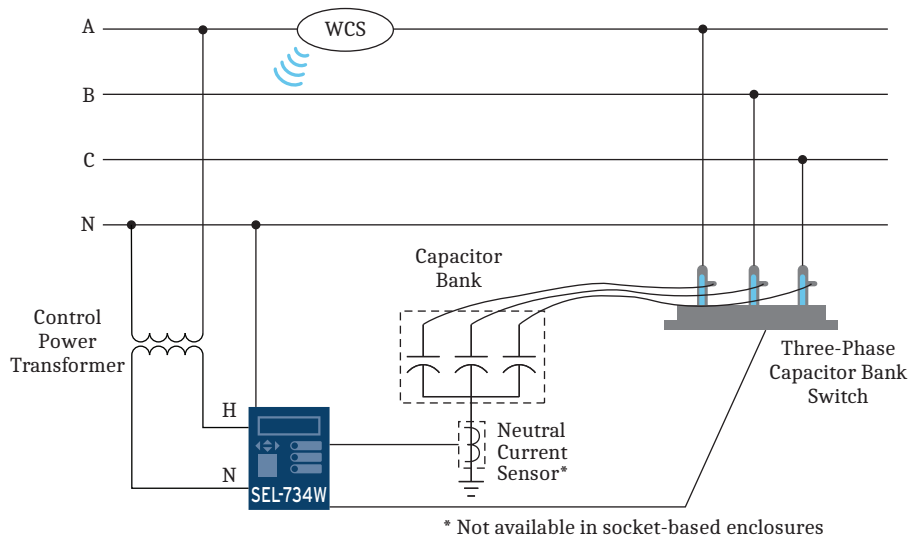 A
WCS
B
C
N
Capacitor
Bank
Control
Power
Transformer
Three-Phase
Capacitor Bank
Switch
H
N
SEL-734W
Neutral
Current
Sensor*
* Not available in socket-based enclosures